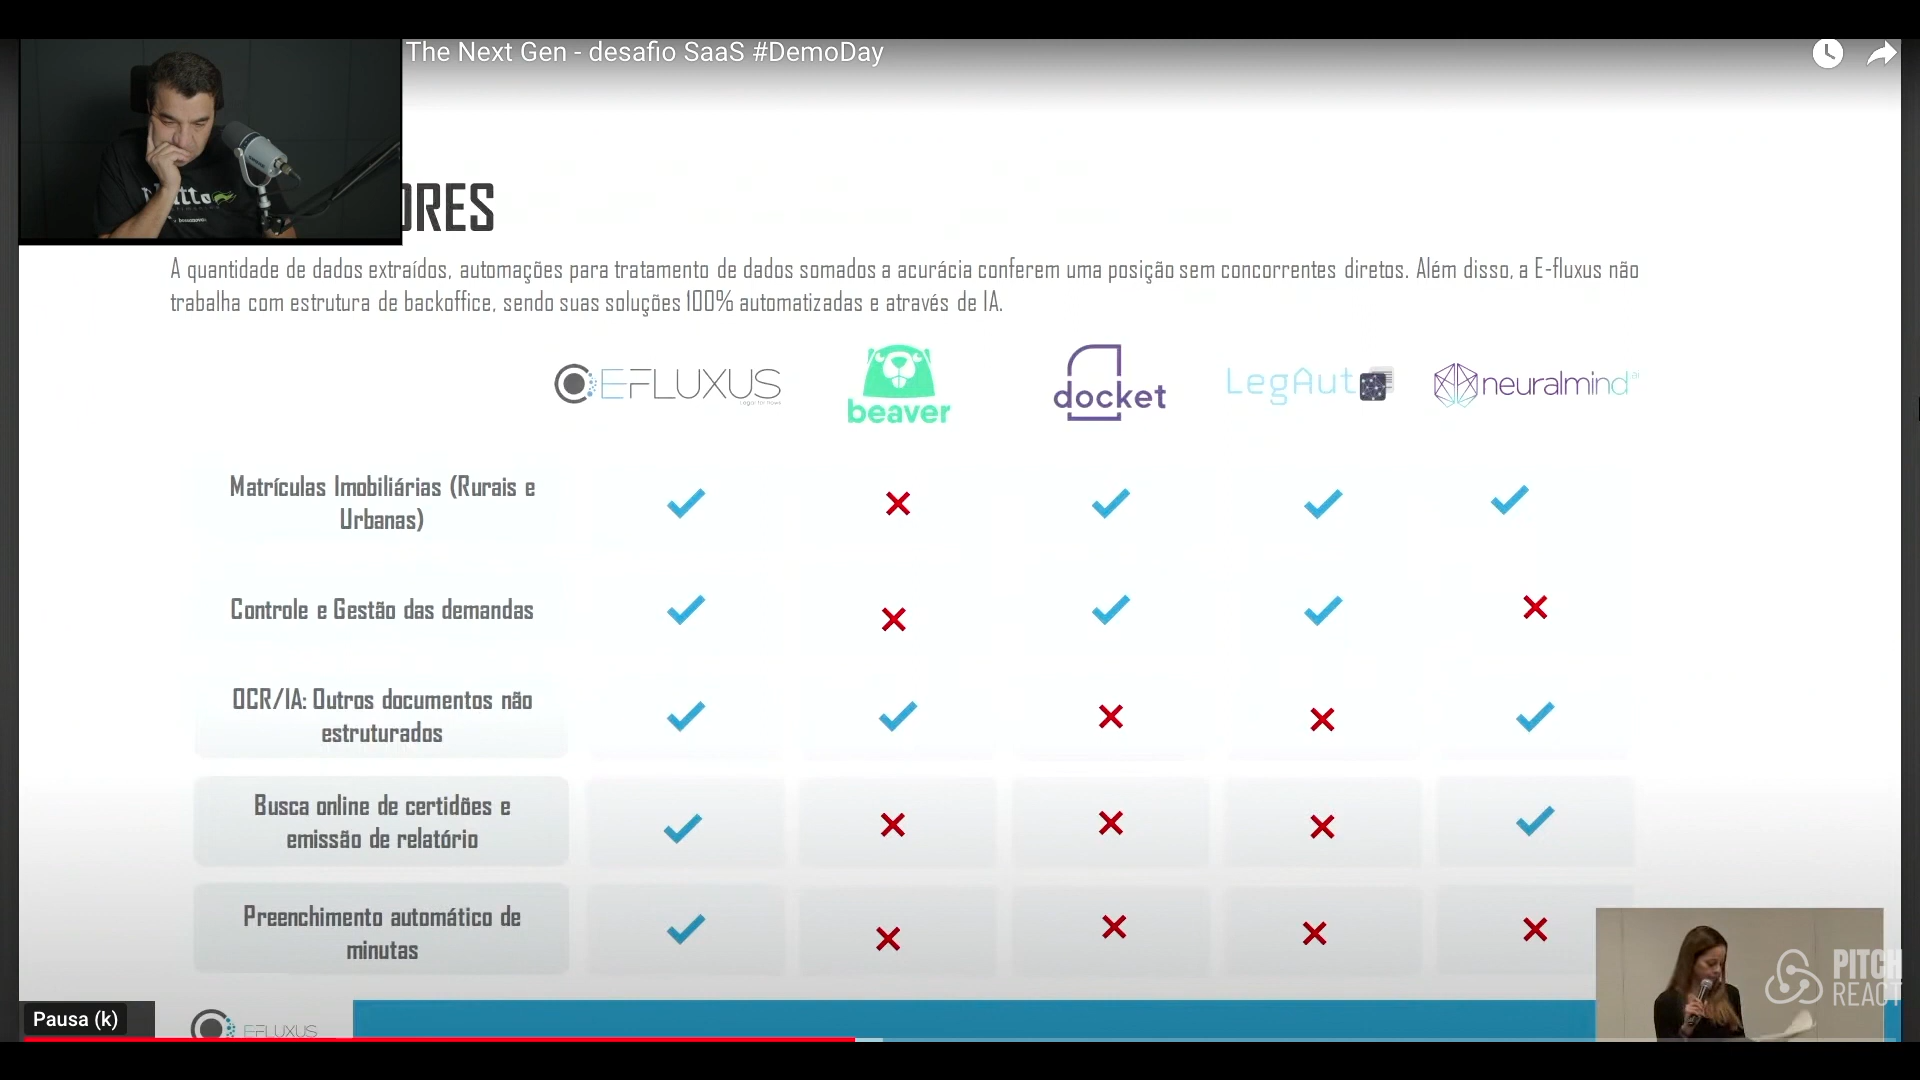 The Next Gen - desafio SaaS #DemoDay
ORES
A quantidade de dados extraídos, automações para tratamento de dados somados a acurácia conferem uma posição sem concorrentes diretos. Além disso, a E-fluxus não
trabalha com estrutura de backoffice, sendo suas soluções 100% automatizadas e através de IA.
EFLUXUS
beaver
docket
LegAut
neuralmind.ai
Matrículas Imobiliárias (Rurais e
Urbanas)
Controle e Gestão das demandas
OCR/IA: Outros documentos não
estruturados
Busca online de certidões e
emissão de relatório
Preenchimento automático de
minutas
PITCH
REACT
Pausa (k)
EFLUXUS